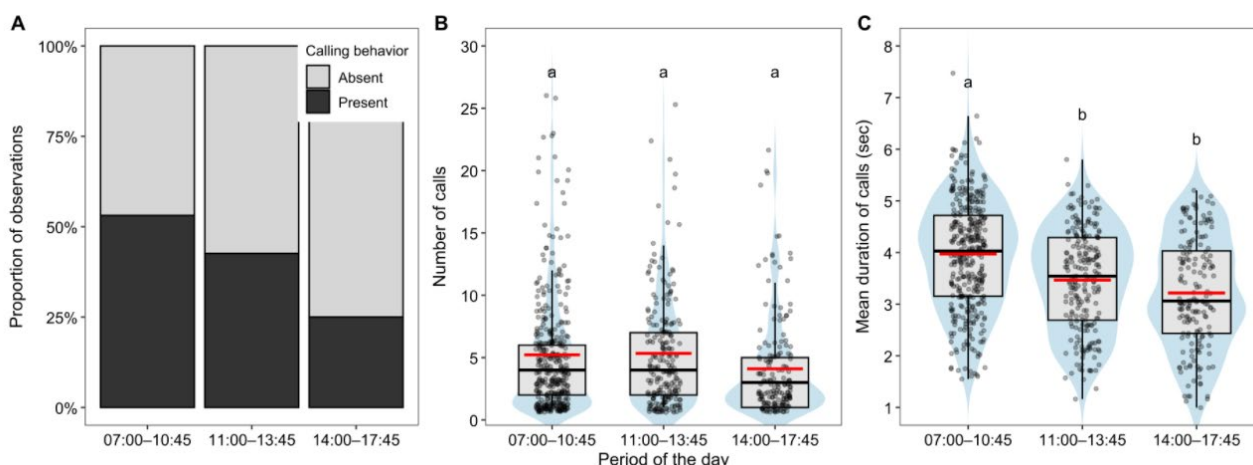 A
Proportion of observations
100%
75%
50%
25%
0%
Calling behavior
Absent
Present
07:00–10:45 11:00–13:45 14:00–17:45
B
Number of calls
30
25
20
15
10
5
0
a a a
07:00–10:45 11:00–13:45 14:00–17:45
Period of the day
C
Mean duration of calls (sec)
8
7
6
5
4
3
2
1
a
b
b
07:00–10:45 11:00–13:45 14:00–17:45